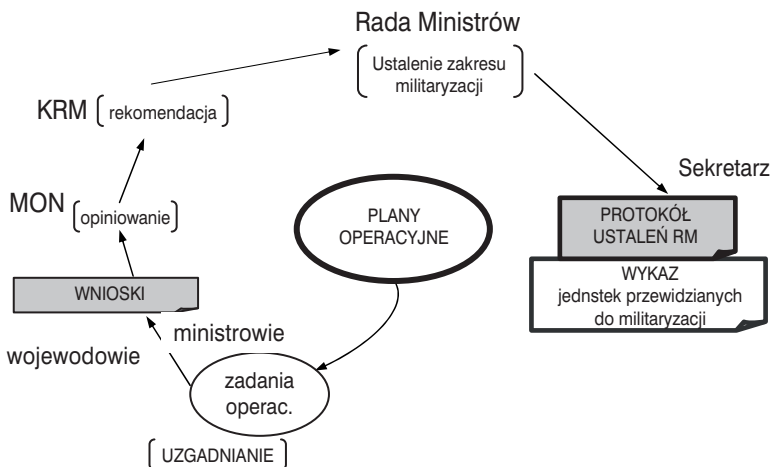 Rada Ministrów
Ustalenie zakresu
militaryzacji
KRM
rekomendacja
Sekretarz
MON
opiniowanie
PLANY
OPERACYJNE
PROTOKÓŁ
USTALEŃ RM
WYKAZ
jednstek przewidzianych
do militaryzacji
WNIOSKI
ministrowie
wojewodowie
zadania
operac.
UZGADNIANIE